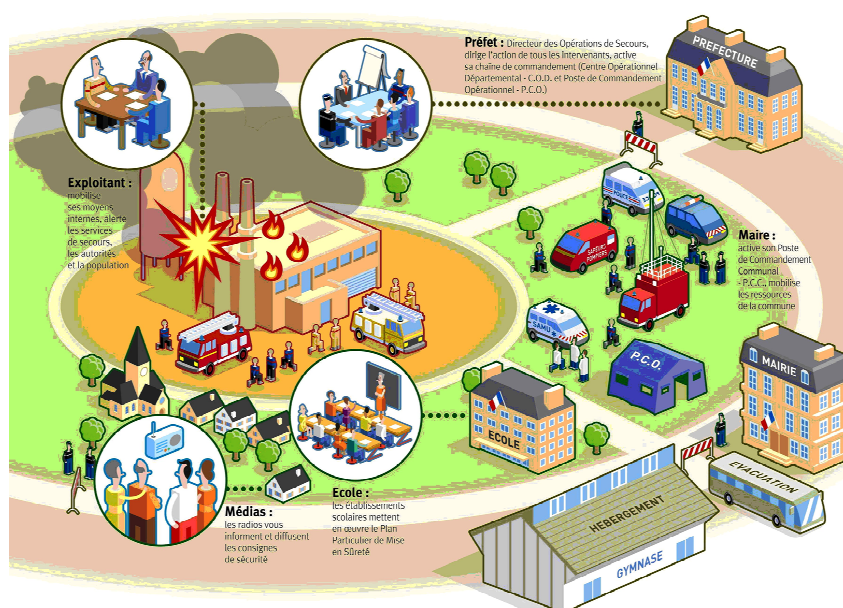 Préfet : Directeur des Opérations de Secours,
dirige l'action de tous les intervenants, active
sa chaîne de commandement (Centre Opérationnel
Départemental - C.O.D. et Poste de Commandement
Opérationnel - P.C.O.)
PREFECTURE
Exploitant :
mobilise
ses moyens
internes, alerte
les services
de secours,
les autorités
et la population
POLICE
SAPEURS
POMPIERS
Maire :
active son Poste
de Commandement
Communal
- P.C.C., mobilise
les ressources
de la commune
SAMU
P.C.O.
MAIRIE
ECOLE
EVACUATION
HEBERGEMENT
GYMNASE
Médias :
les radios vous
informent et diffusent
les consignes
de sécurité
Ecole :
les établissements
scolaires mettent
en œuvre le Plan
Particulier de Mise
en Sûreté